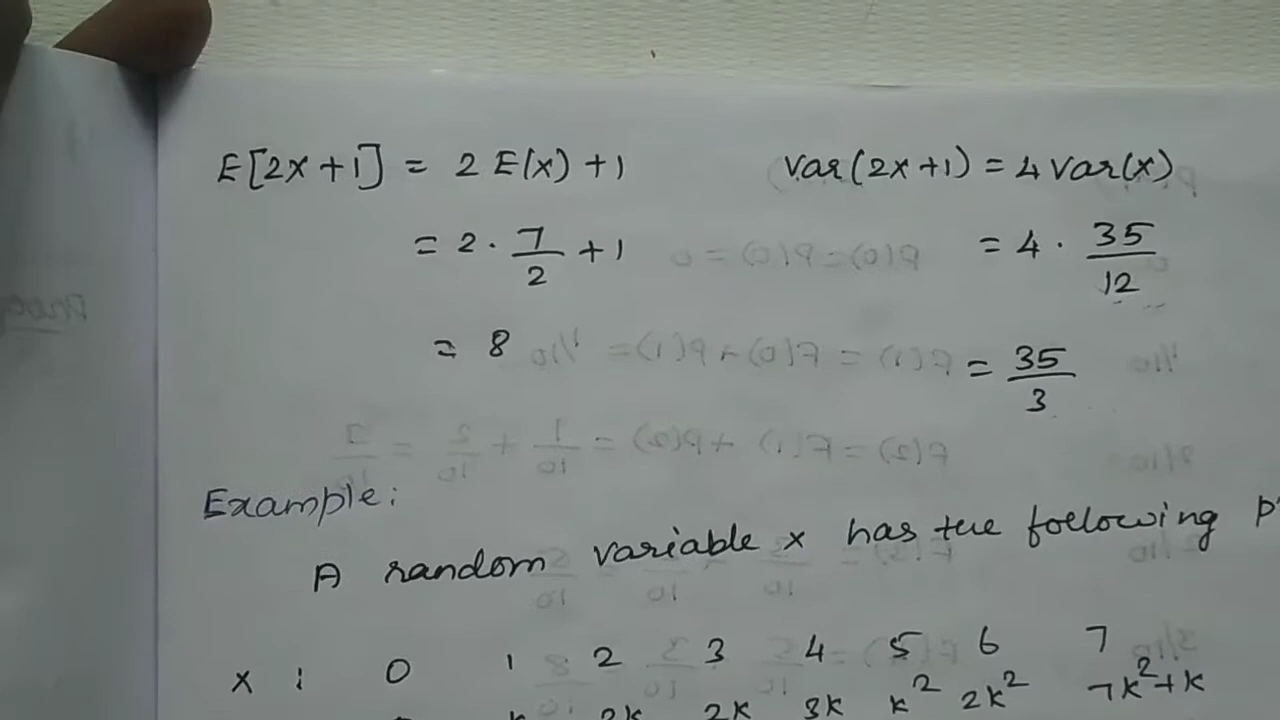 E[2x+1] = 2 E(x) + 1
= 2 · 7/2 + 1
= 8
Var(2x+1) = 4 Var(x)
= 4 · 35/12
= 35/3
Example:
A random variable x has the following
x : 0 1 2 3 4 5 6 7
k 2k 2k 3k k² 2k² 7k²+k